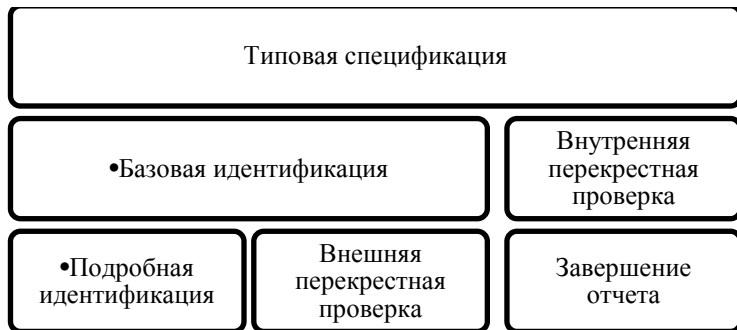 Типовая спецификация
•Базовая идентификация
Внутренняя
перекрестная
проверка
•Подробная
идентификация
Внешняя
перекрестная
проверка
Завершение
отчета